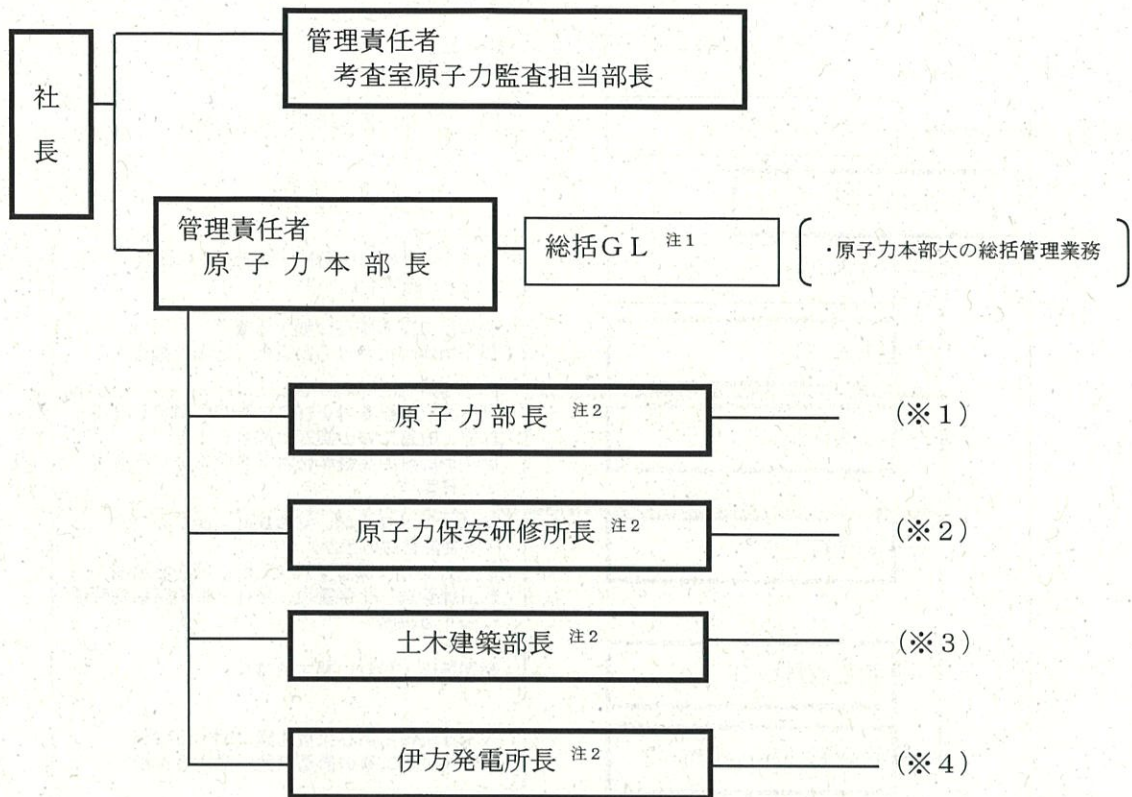 社長
管理責任者
考査室原子力監査担当部長
管理責任者
原子力本部長
総括GL 注1
・原子力本部大の総括管理業務
原子力部長 注2
(※1)
原子力保安研修所長 注2
(※2)
土木建築部長 注2
(※3)
伊方発電所長 注2
(※4)